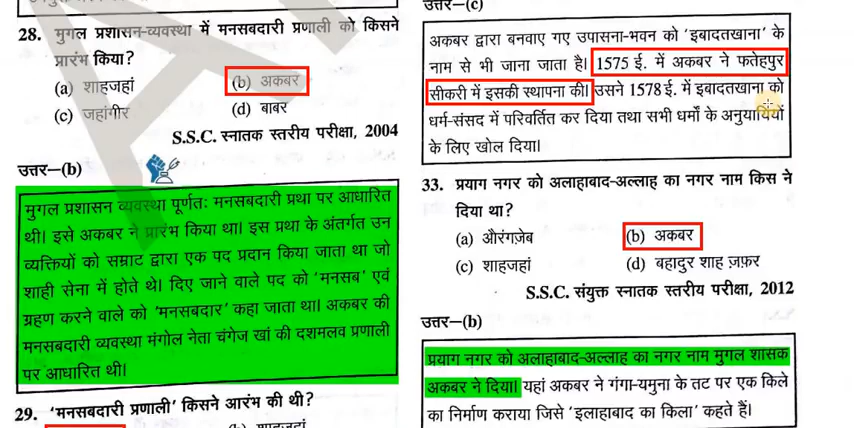 28. मुगल प्रशासन-व्यवस्था में मनसबदारी प्रणाली को किसने
प्रारंभ किया?
(a) शाहजहां (b) अकबर
(c) जहांगीर (d) बाबर
S.S.C. स्नातक स्तरीय परीक्षा, 2004
उत्तर—(b)
मुगल प्रशासन व्यवस्था पूर्णतः मनसबदारी प्रथा पर आधारित
थी। इसे अकबर ने प्रारंभ किया था। इस प्रथा के अंतर्गत उन
व्यक्तियों को सम्राट द्वारा एक पद प्रदान किया जाता था जो
शाही सेना में होते थे। दिए जाने वाले पद को ‘मनसब’ एवं
ग्रहण करने वाले को ‘मनसबदार’ कहा जाता था। अकबर की
मनसबदारी व्यवस्था मंगोल नेता चंगेज खां की दशमलव प्रणाली
पर आधारित थी।
29. ‘मनसबदारी प्रणाली’ किसने आरंभ की थी?
उत्तर—(c)
अकबर द्वारा बनवाए गए उपासना-भवन को ‘इबादतखाना’ के
नाम से भी जाना जाता है। 1575 ई. में अकबर ने फतेहपुर
सीकरी में इसकी स्थापना की। उसने 1578 ई. में इबादतखाना को
धर्म-संसद में परिवर्तित कर दिया तथा सभी धर्मों के अनुयायियों
के लिए खोल दिया।
33. प्रयाग नगर को अलाहाबाद-अल्लाह का नगर नाम किस ने
दिया था?
(a) औरंगज़ेब (b) अकबर
(c) शाहजहां (d) बहादुर शाह ज़फ़र
S.S.C. संयुक्त स्नातक स्तरीय परीक्षा, 2012
उत्तर—(b)
प्रयाग नगर को अलाहाबाद-अल्लाह का नगर नाम मुगल शासक
अकबर ने दिया। यहां अकबर ने गंगा-यमुना के तट पर एक किले
का निर्माण कराया जिसे ‘इलाहाबाद का किला’ कहते हैं।